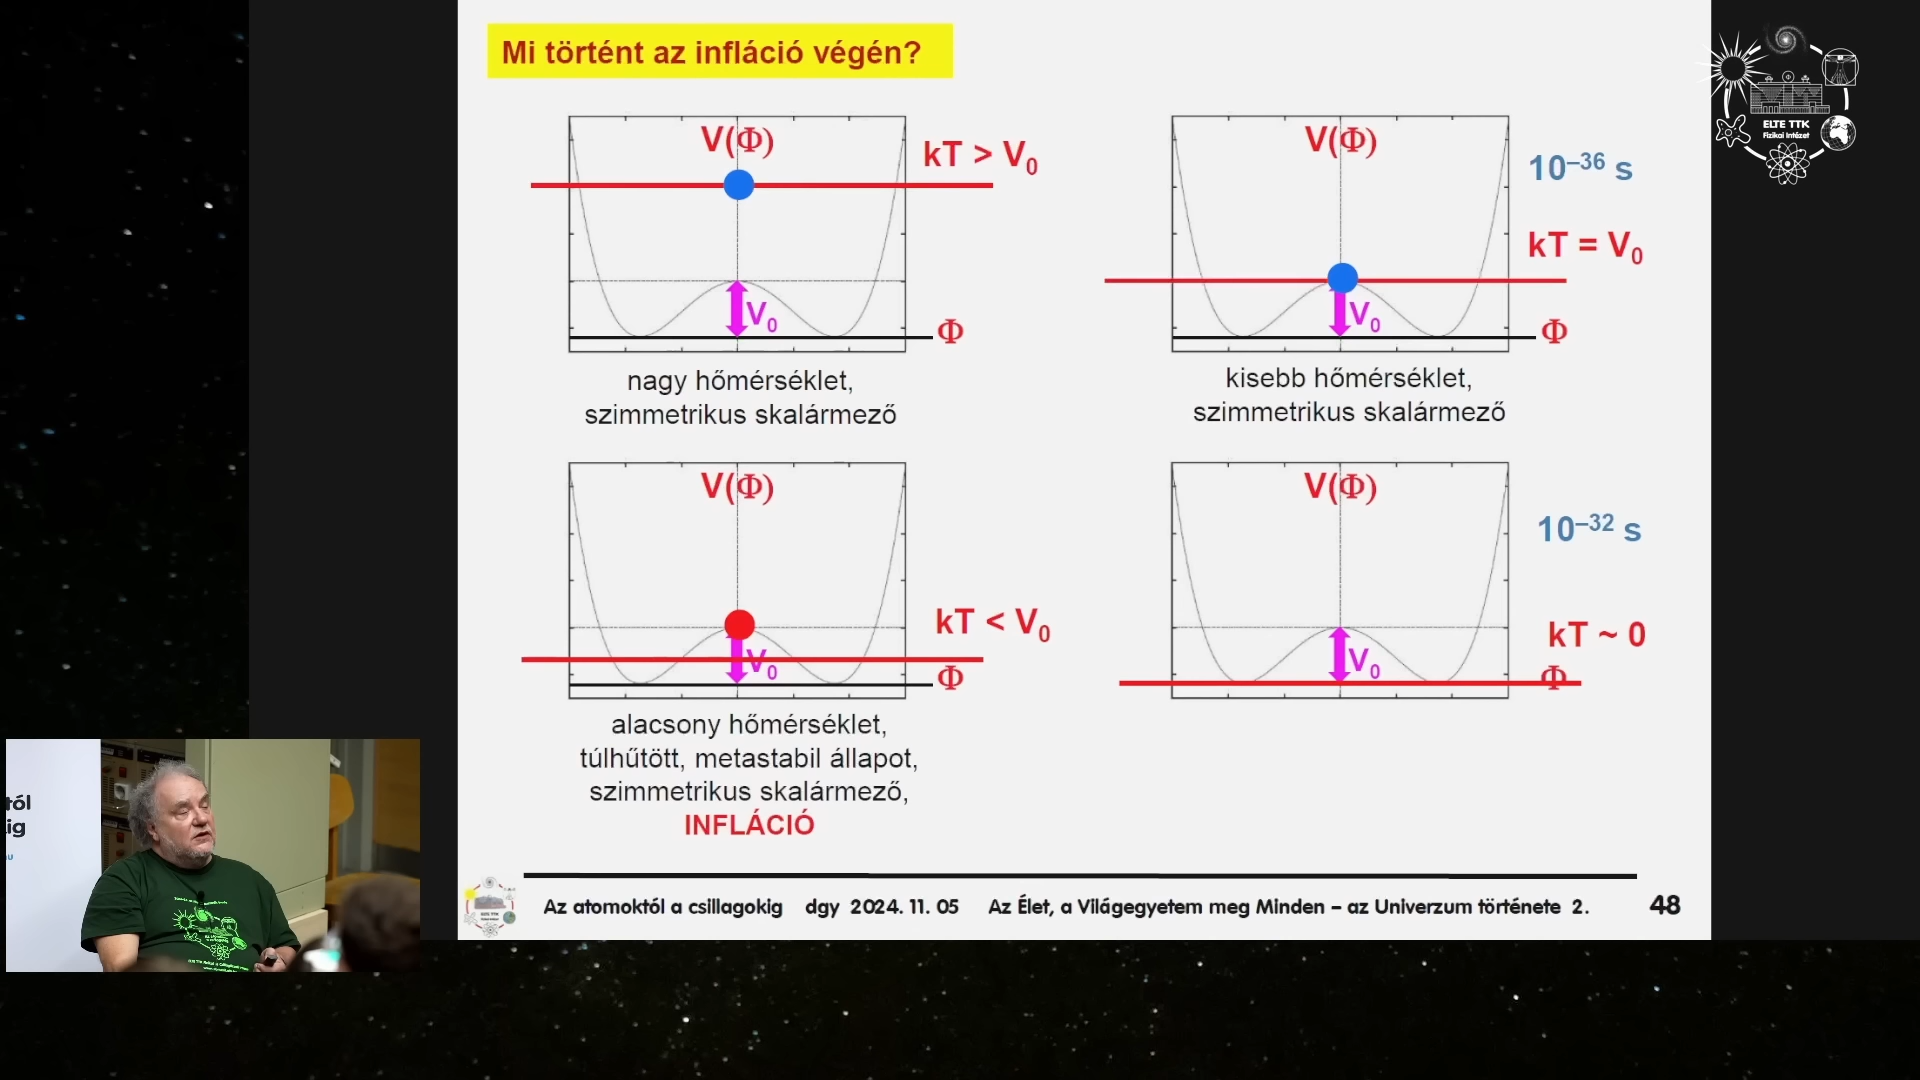 Mi történt az infláció végén?
V(Φ)
kT > V₀
V₀
Φ
nagy hőmérséklet,
szimmetrikus skalármező
V(Φ)
10⁻³⁶ s
kT = V₀
V₀
Φ
kisebb hőmérséklet,
szimmetrikus skalármező
V(Φ)
kT < V₀
V₀
Φ
alacsony hőmérséklet,
túlhűtött, metastabil állapot,
szimmetrikus skalármező,
INFLÁCIÓ
V(Φ)
10⁻³² s
kT ~ 0
V₀
Φ
Az atomoktól a csillagokig dgy 2024. 11. 05 Az Élet, a Világegyetem meg Minden – az Univerzum története 2. 48
ELTE TTK
Fizikai Intézet
tól
ig